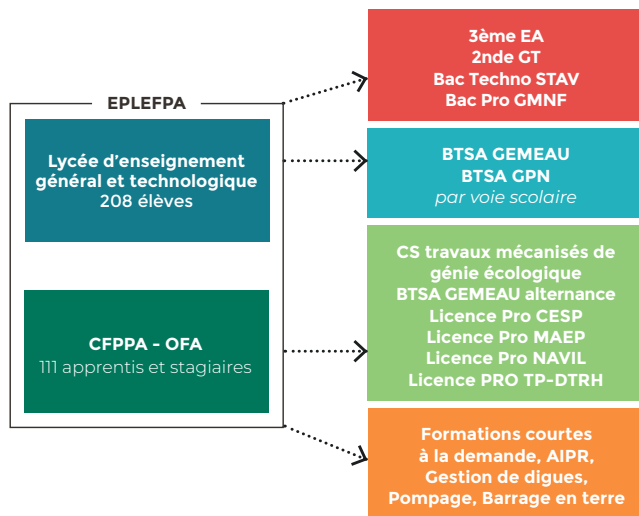 EPLEFPA
Lycée d'enseignement
général et technologique
208 élèves
CFPPA - OFA
111 apprentis et stagiaires
3ème EA
2nde GT
Bac Techno STAV
Bac Pro GMNF
BTSA GEMEAU
BTSA GPN
par voie scolaire
CS travaux mécanisés de
génie écologique
BTSA GEMEAU alternance
Licence Pro CESP
Licence Pro MAEP
Licence Pro NAVIL
Licence PRO TP-DTRH
Formations courtes
à la demande, AIPR,
Gestion de digues,
Pompage, Barrage en terre